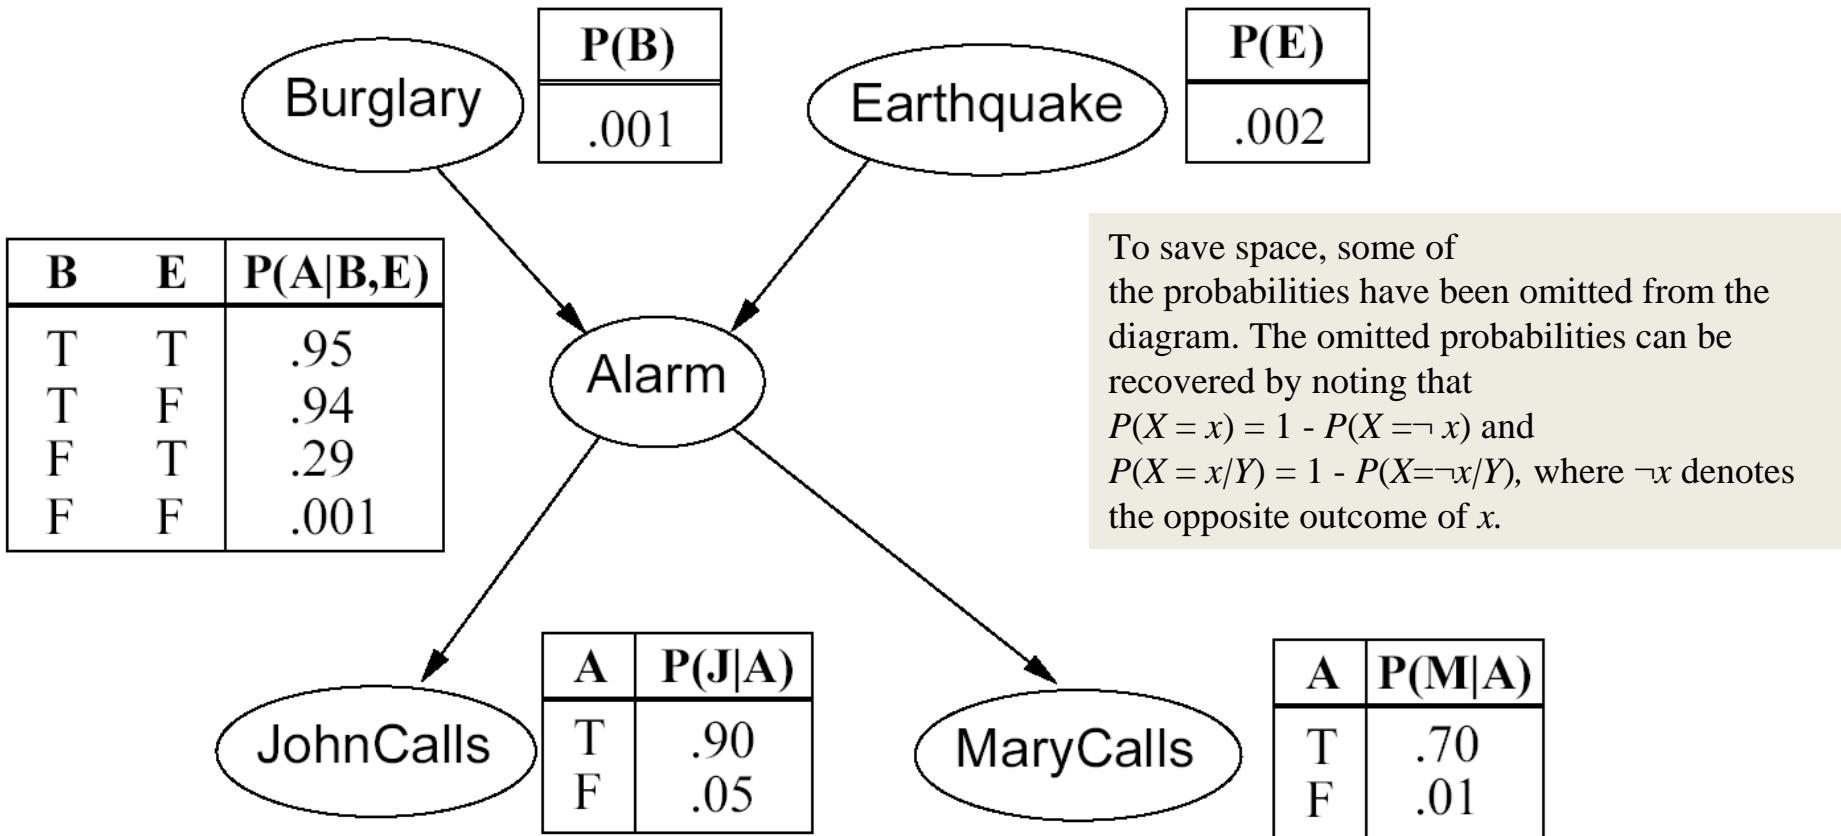 Burglary
P(B)
.001
Earthquake
P(E)
.002
B E P(A|B,E)
T T .95
T F .94
F T .29
F F .001
To save space, some of
the probabilities have been omitted from the
diagram. The omitted probabilities can be
recovered by noting that
P(X = x) = 1 - P(X =¬ x) and
P(X = x/Y) = 1 - P(X=¬x/Y), where ¬x denotes
the opposite outcome of x.
Alarm
JohnCalls
A P(J|A)
T .90
F .05
MaryCalls
A P(M|A)
T .70
F .01